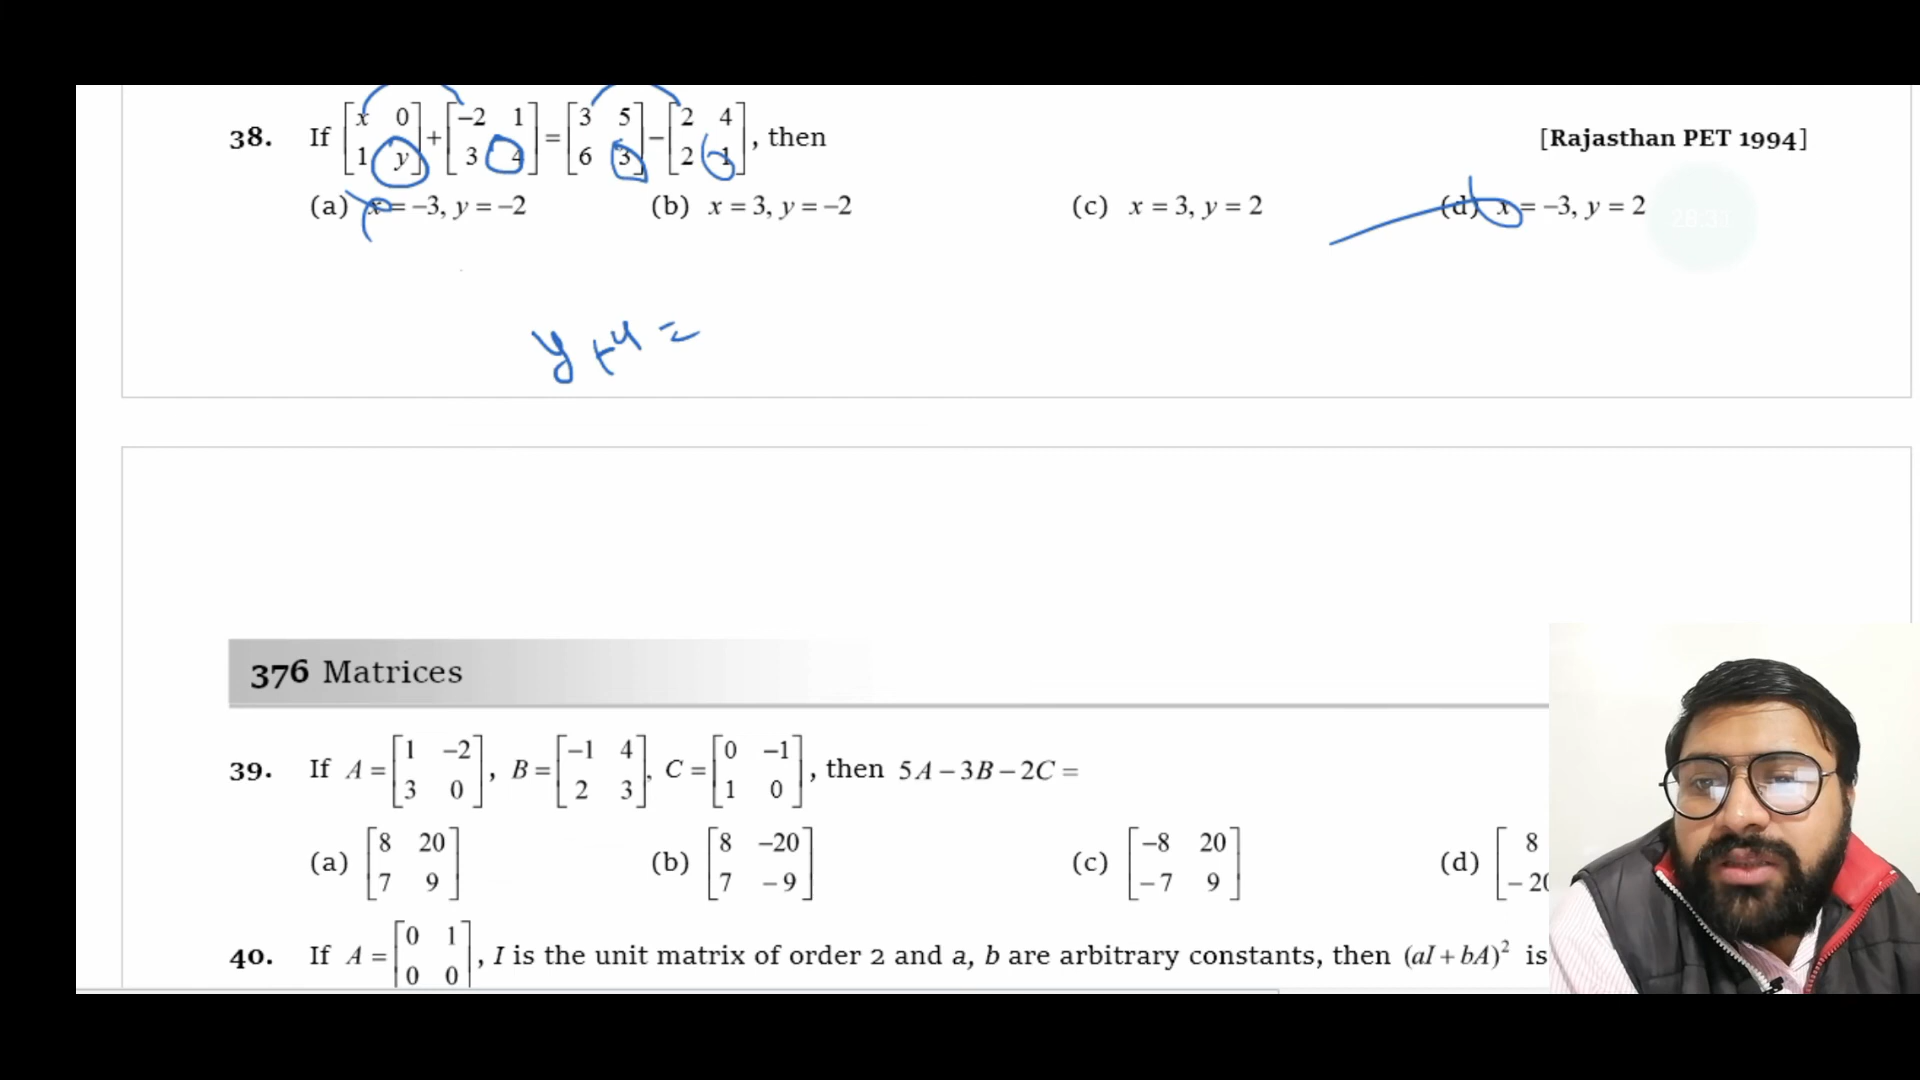 38. If [x 0; 1 y] + [−2 1; 3 4] = [3 5; 6 3] − [2 4; 2 1], then [Rajasthan PET 1994]
(a) x = −3, y = −2 (b) x = 3, y = −2 (c) x = 3, y = 2 (d) x = −3, y = 2
y + 4 =
376 Matrices
39. If A = [1 −2; 3 0], B = [−1 4; 2 3], C = [0 −1; 1 0], then 5A − 3B − 2C =
(a) [8 20; 7 9] (b) [8 −20; 7 −9] (c) [−8 20; −7 9] (d) [8
40. If A = [0 1; 0 0], I is the unit matrix of order 2 and a, b are arbitrary constants, then (aI + bA)² is